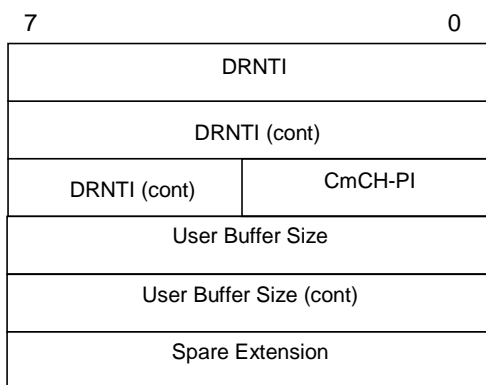 7 0
DRNTI
DRNTI (cont)
DRNTI (cont) CmCH-PI
User Buffer Size
User Buffer Size (cont)
Spare Extension